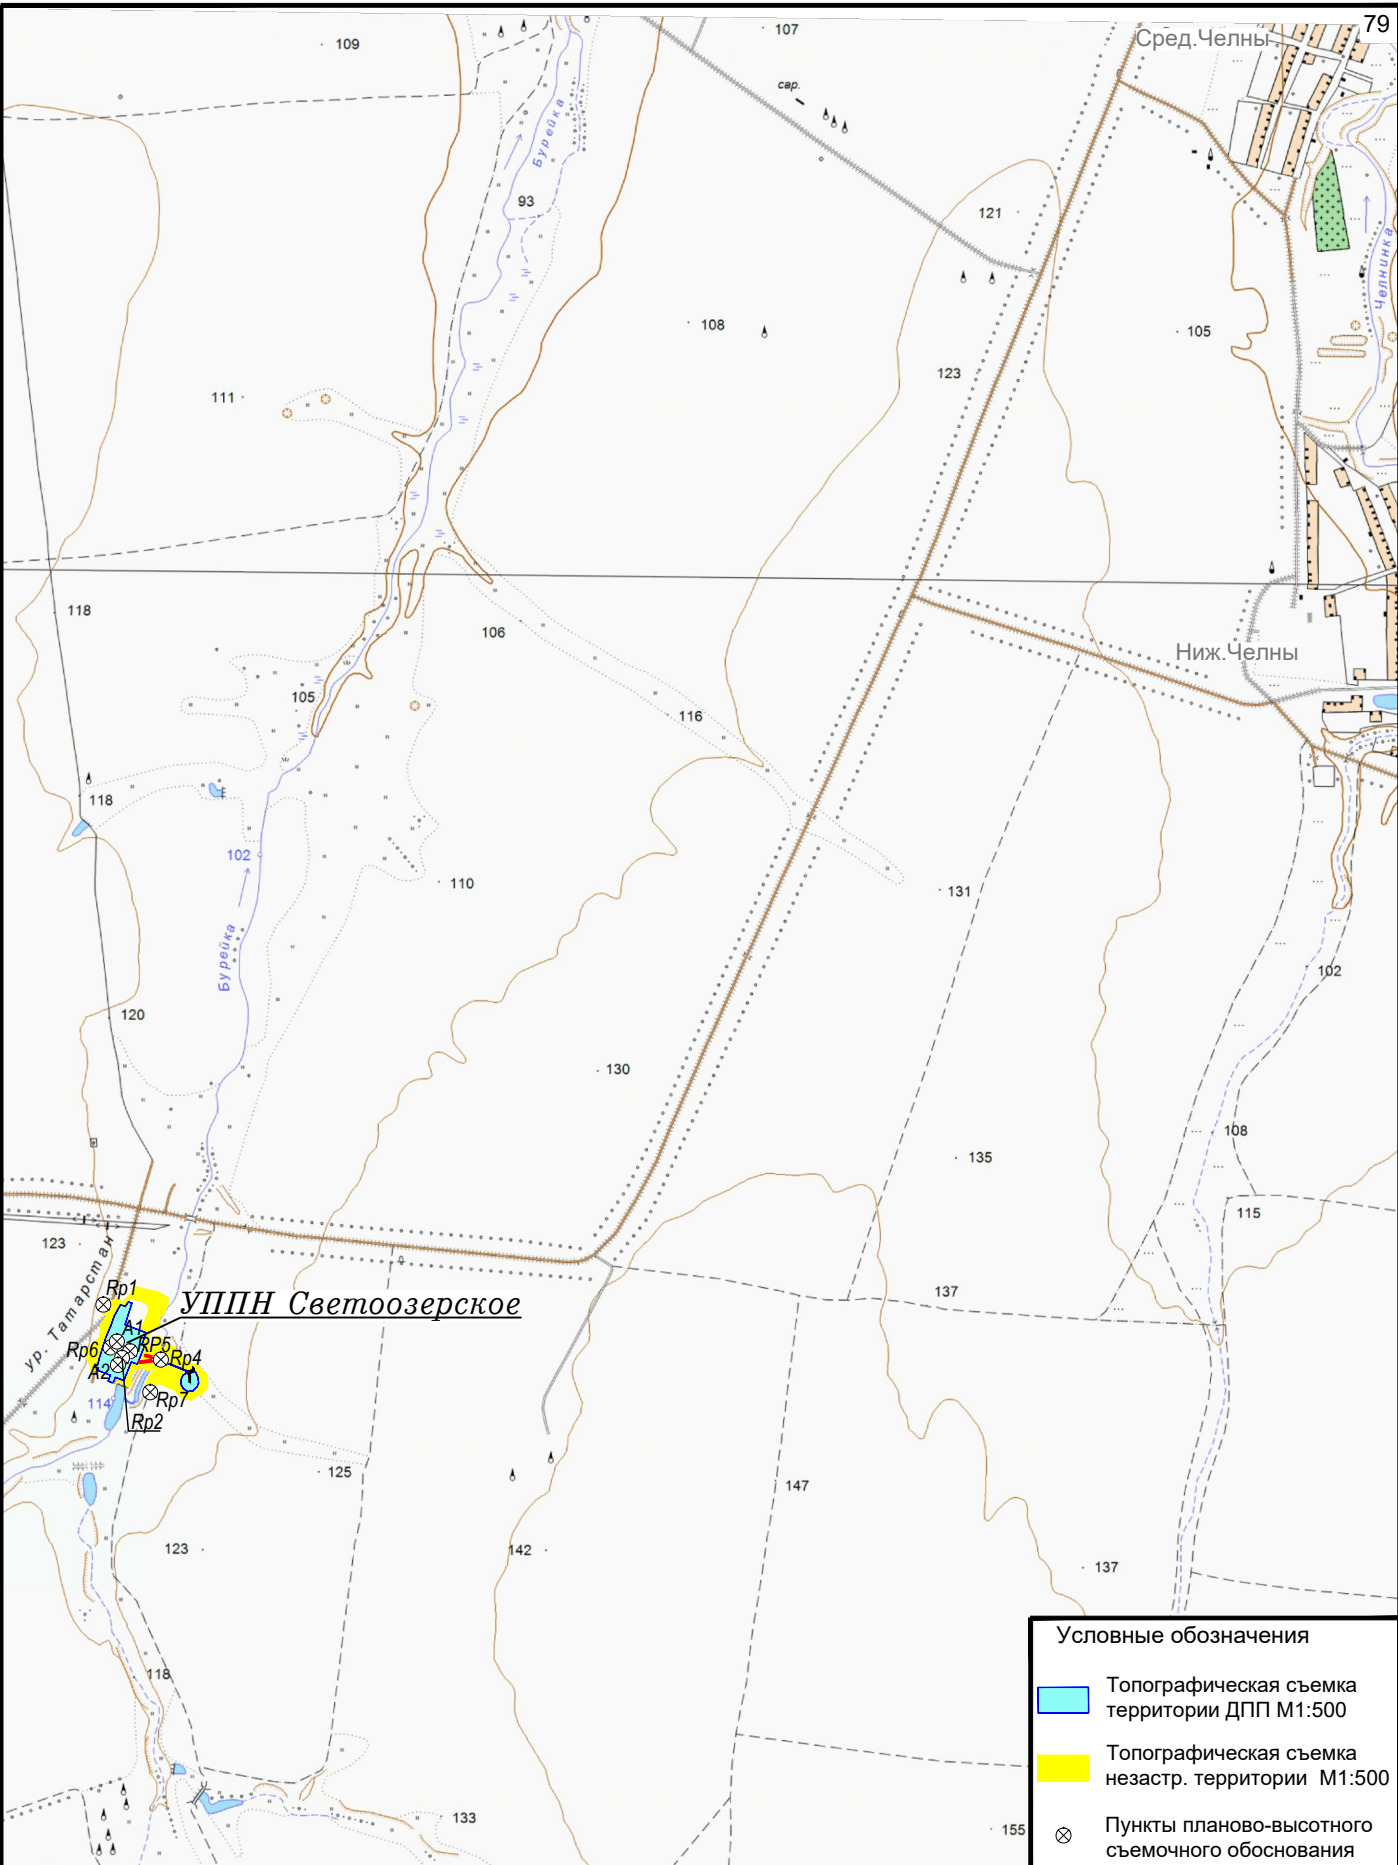 79
109
107
Сред.Челны
сар.
Бурейка
93
121
Челнинка
108
105
123
111
118
106
Ниж.Челны
105
116
118
102
110
131
Бурейка
102
120
130
108
135
115
123
ур. Татарстан
137
Rp1
УППН Светоозерское
A1
Rp6
RP5
Rp4
A2
Rp7
114
Rp2
125
147
123
142
137
118
133
155
Условные обозначения
Топографическая съемка
территории ДПП М1:500
Топографическая съемка
незастр. территории М1:500
Пункты планово-высотного
съемочного обоснования